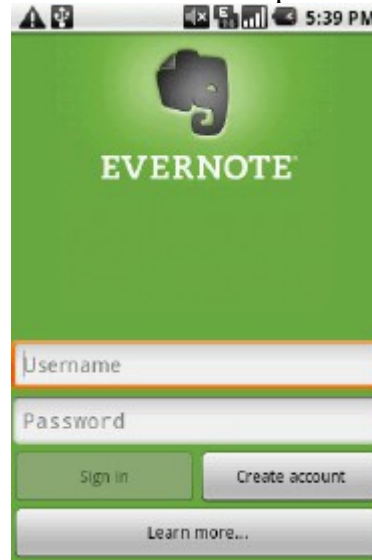 5:39 PM
EVERNOTE
Username
Password
Sign in
Create account
Learn more...